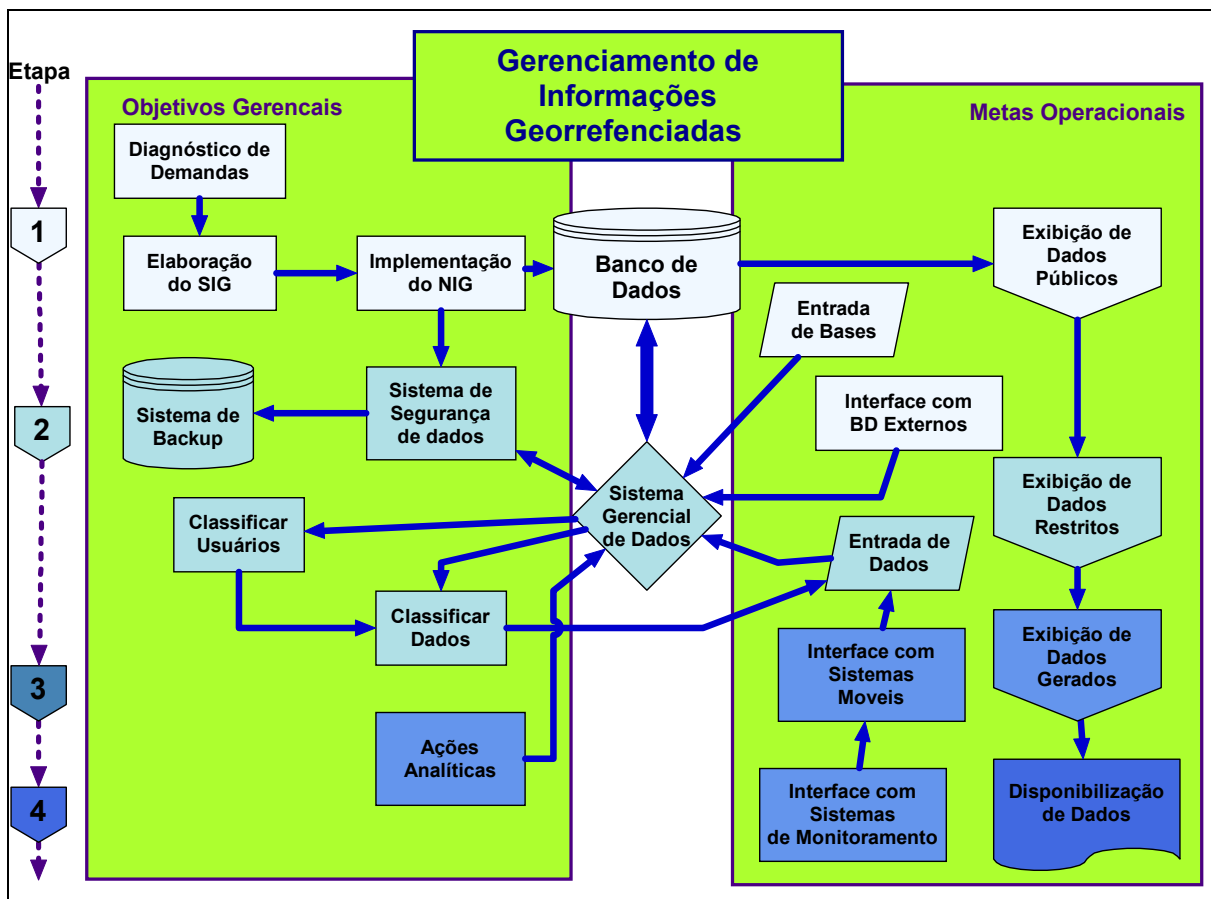 Gerenciamento de
Informações
Georrefenciadas
Etapa
1
2
3
4
Objetivos Gerencais
Diagnóstico de
Demandas
Elaboração
do SIG
Implementação
do NIG
Banco de
Dados
Sistema de
Backup
Sistema de
Segurança
de dados
Classificar
Usuários
Classificar
Dados
Ações
Analíticas
Sistema
Gerencial
de Dados
Metas Operacionais
Exibição de
Dados
Públicos
Entrada
de Bases
Interface com
BD Externos
Exibição de
Dados
Restritos
Entrada de
Dados
Interface com
Sistemas
Moveis
Exibição de
Dados
Gerados
Interface com
Sistemas
de Monitoramento
Disponibilização
de Dados